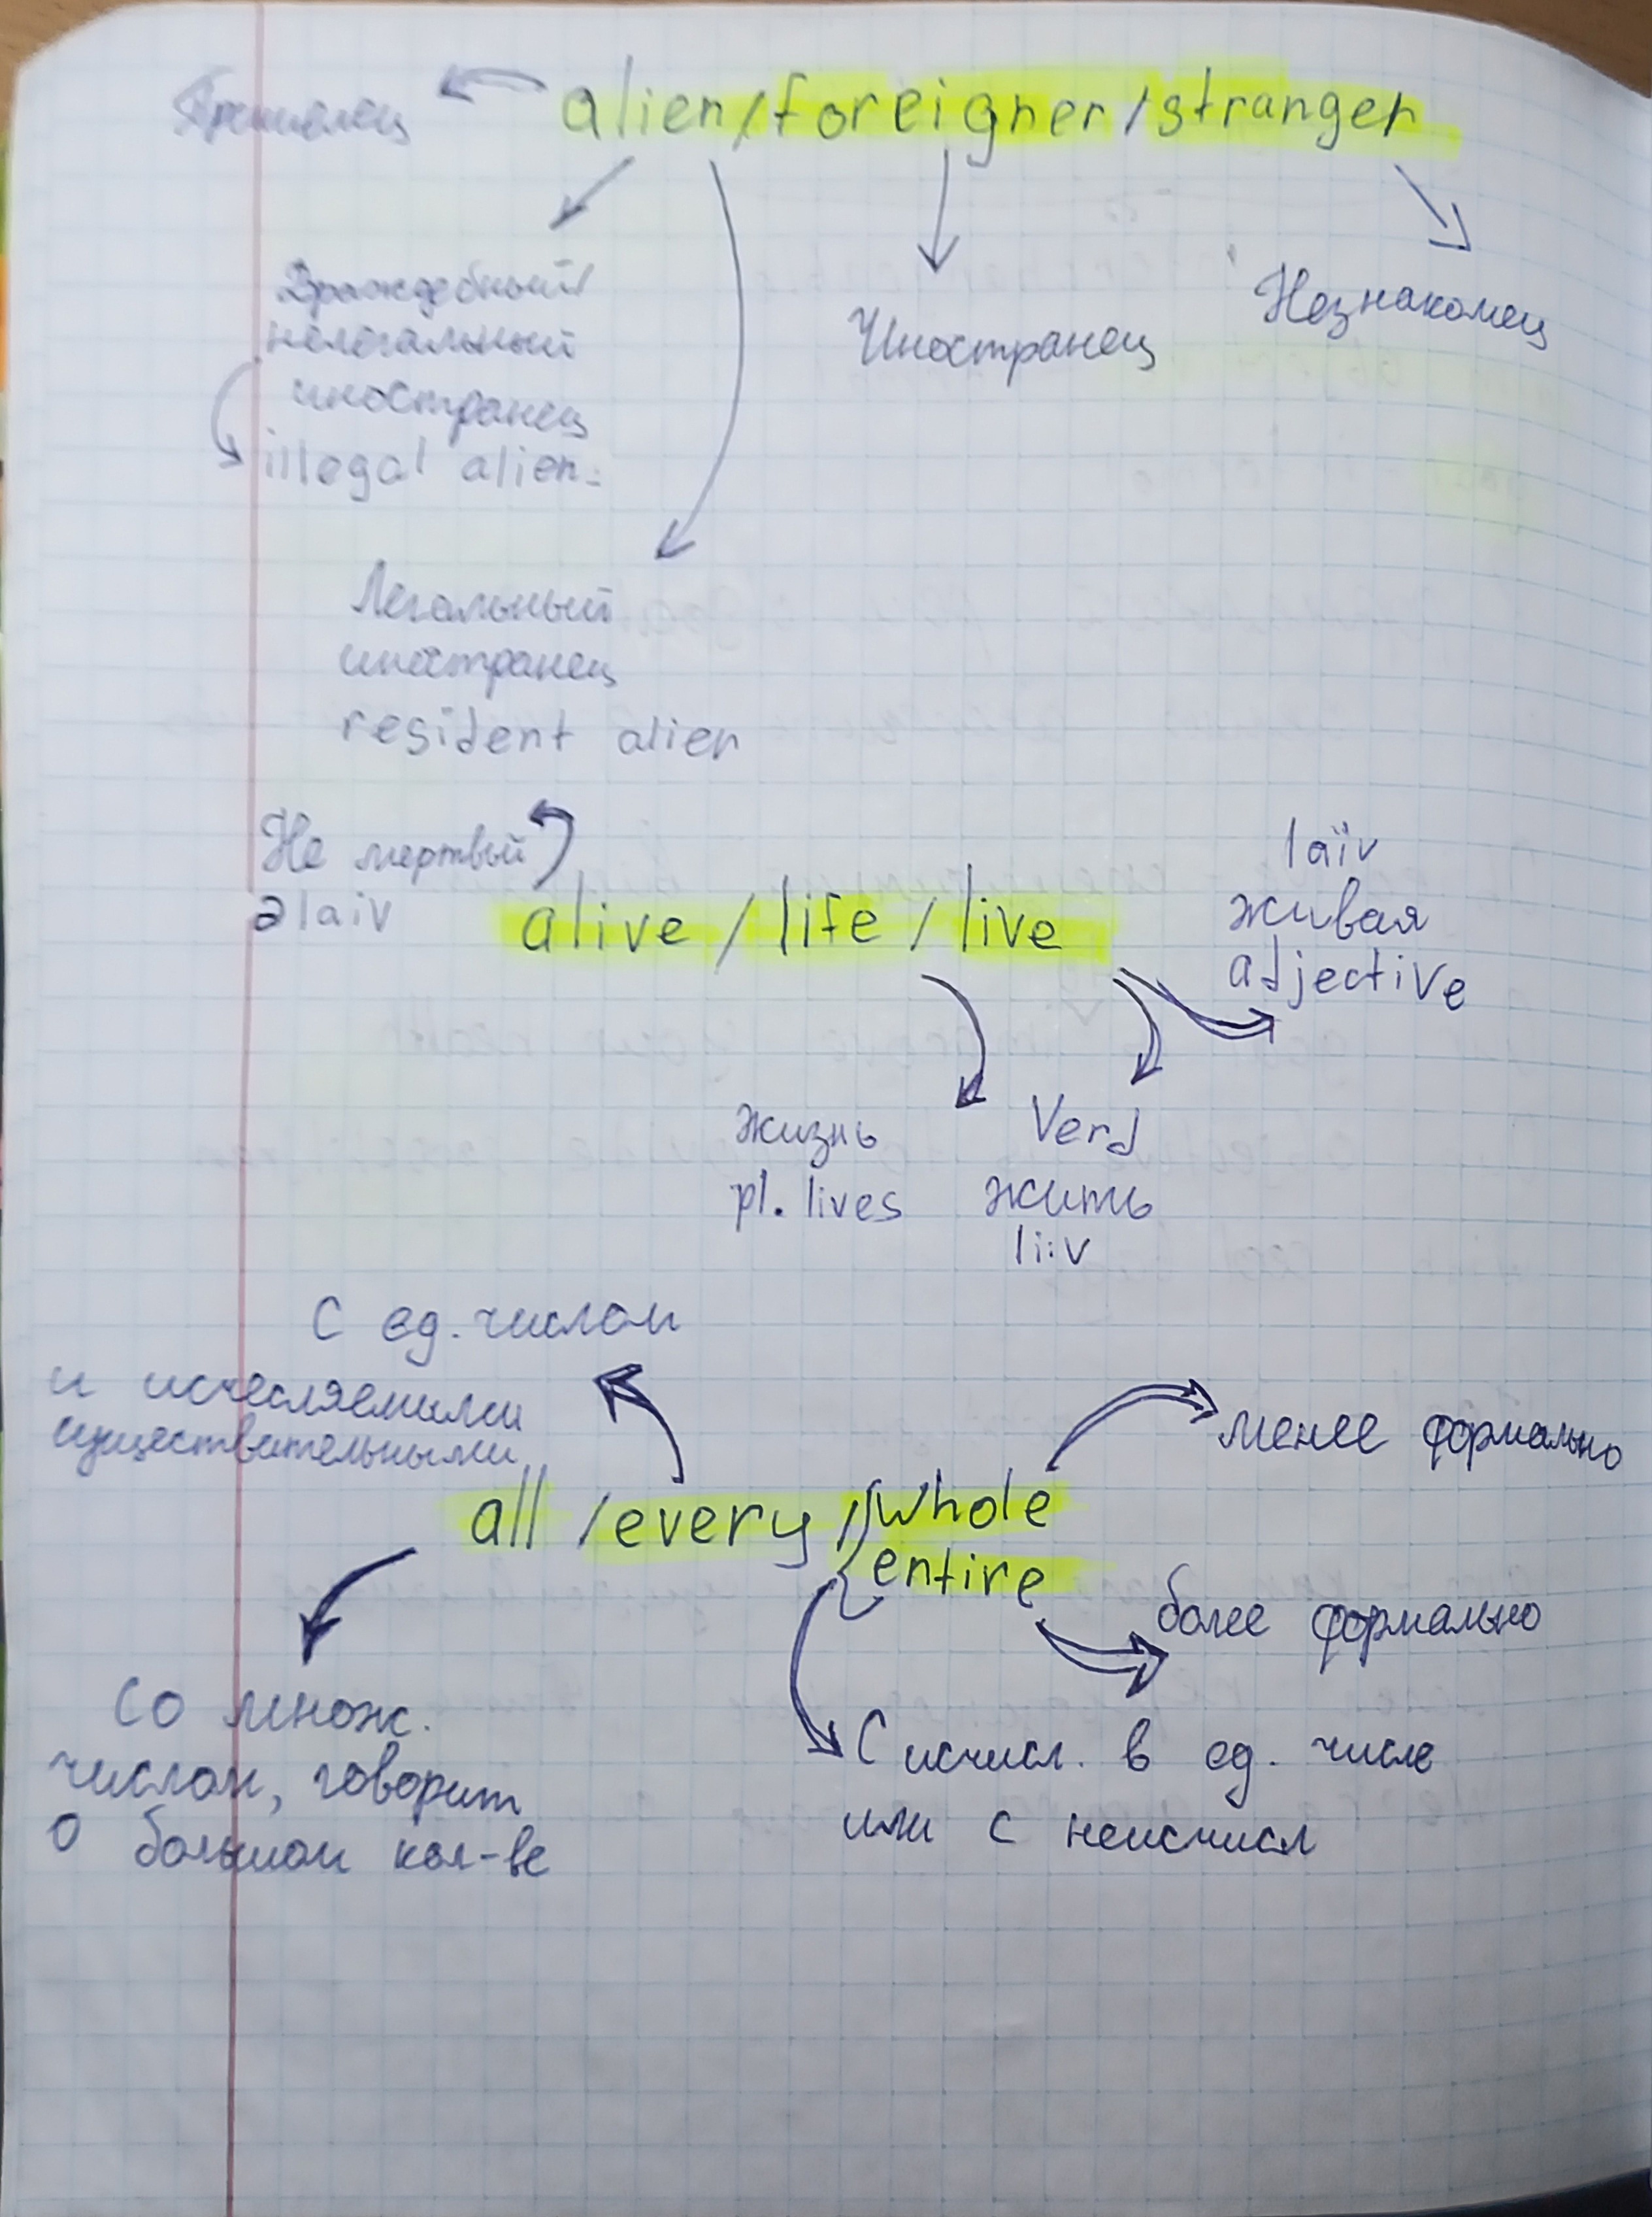 Пришелец
alien/foreigner/stranger
Враждебный
нелегальный
иностранец
illegal alien.
Иностранец
Незнакомец
Легальный
иностранец
resident alien
Не мертвый
əlaiv
alive / life / live
laiv
живая
adjective
жизнь
pl. lives
Verd
жить
li:v
С ед. числом
и исчесляемыми
существительными
менее формально
all /every / whole
entire
более формально
Со множ.
числом, говорит
о большом кол-ве
С исчисл. в ед. числе
или с неисчисл